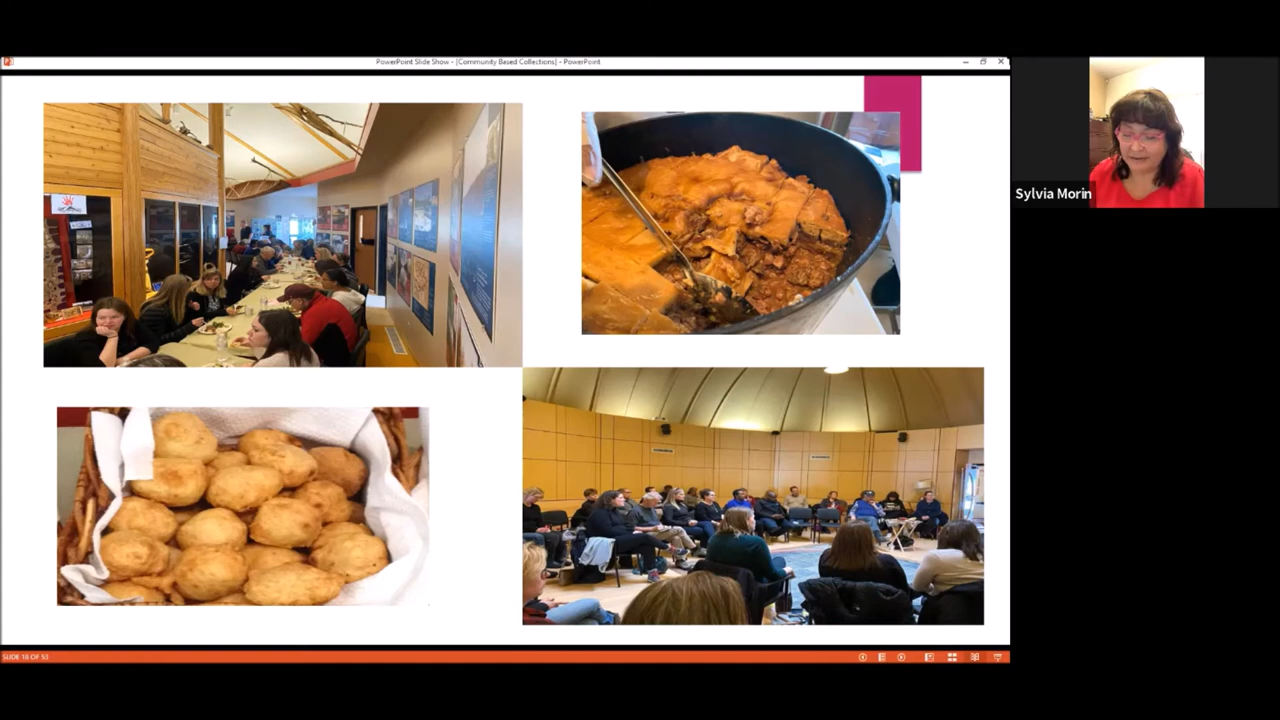 PowerPoint Slide Show - [Community Based Collections] - PowerPoint
Sylvia Morin
SLIDE 18 OF 53